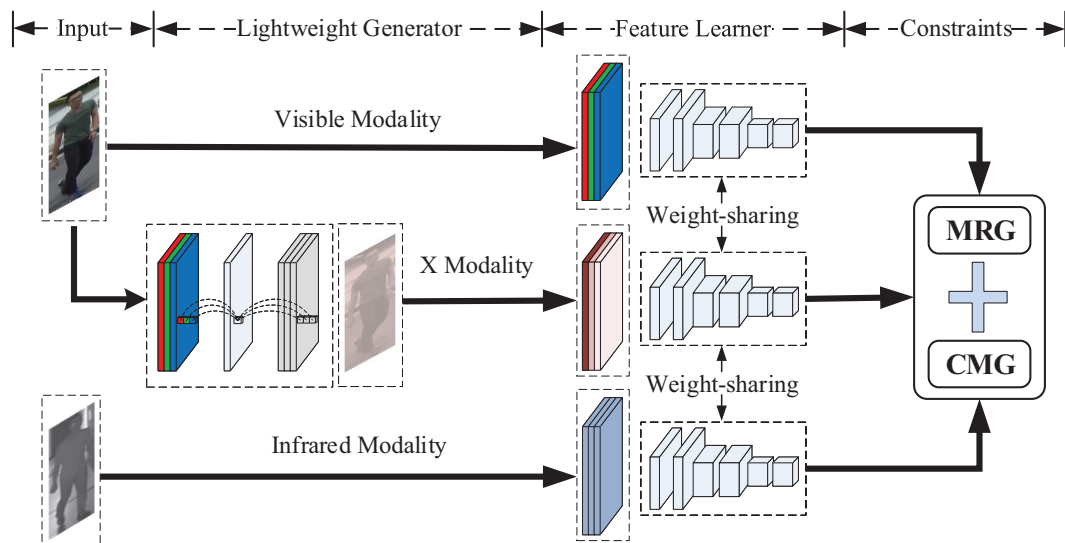 Input
Lightweight Generator
Feature Learner
Constraints
Visible Modality
Weight-sharing
X Modality
MRG
CMG
Weight-sharing
Infrared Modality